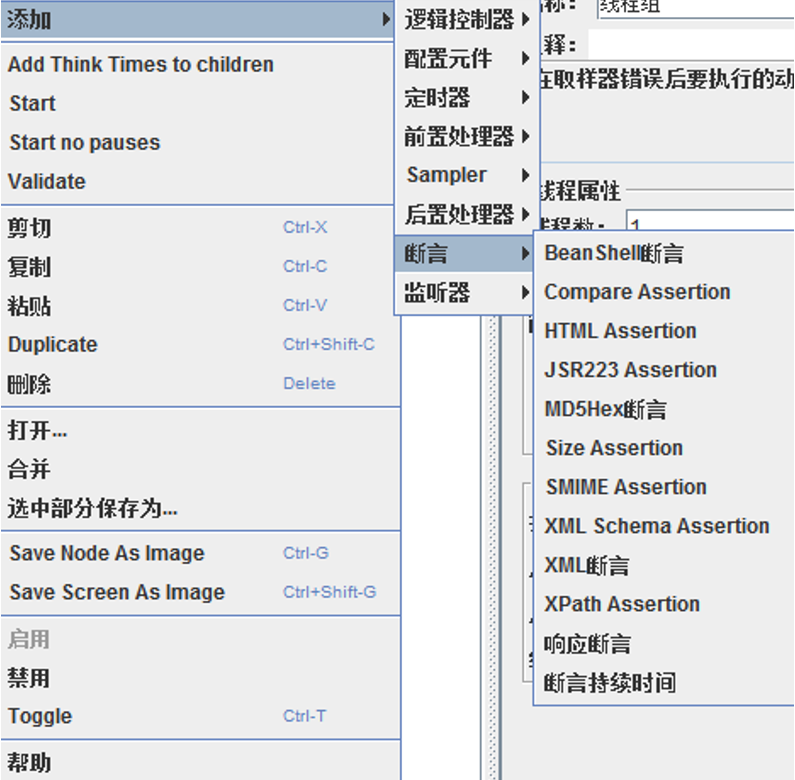 添加
Add Think Times to children
Start
Start no pauses
Validate
剪切 Ctrl-X
复制 Ctrl-C
粘贴 Ctrl-V
Duplicate Ctrl+Shift-C
删除 Delete
打开...
合并
选中部分保存为...
Save Node As Image Ctrl-G
Save Screen As Image Ctrl+Shift-G
启用
禁用
Toggle Ctrl-T
帮助
逻辑控制器
配置元件
定时器
前置处理器
Sampler
后置处理器
断言
监听器
称: 线程组
释:
在取样器错误后要执行的动
线程属性
线程数: 1
BeanShell断言
Compare Assertion
HTML Assertion
JSR223 Assertion
MD5Hex断言
Size Assertion
SMIME Assertion
XML Schema Assertion
XML断言
XPath Assertion
响应断言
断言持续时间